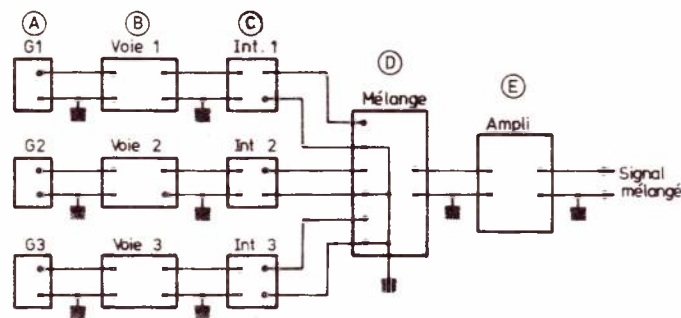 A B C
G1 Voie 1 Int. 1
D
Mélange
E
Ampli
G2 Voie 2 Int 2
Signal
mélangé
G3 Voie 3 Int 3